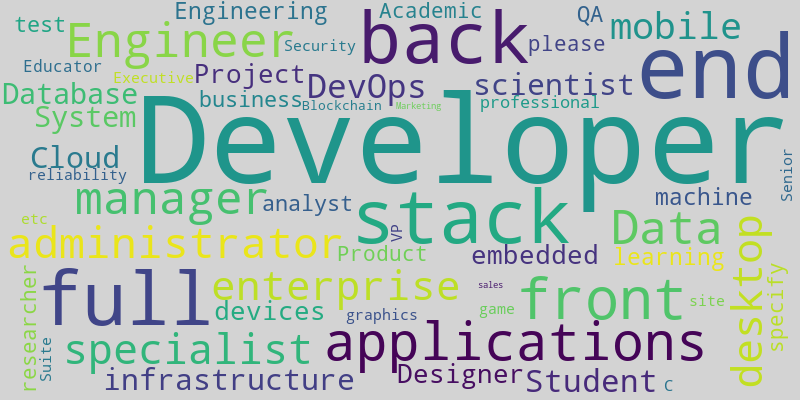 Engineering
Academic
QA
test
Engineer
Security
back
please
mobile
end
Educator
Executive
Project
DevOps
scientist
Database
business
Blockchain
Marketing
professional
System
Developer
Cloud
reliability
Senior
manager
analyst
stack
machine
etc
VP
Data
administrator
Product
embedded
learning
desktop
specify
researcher
full
enterprise
sales
front
site
devices
graphics
game
Suite
specialist
applications
infrastructure
Designer
Student
C